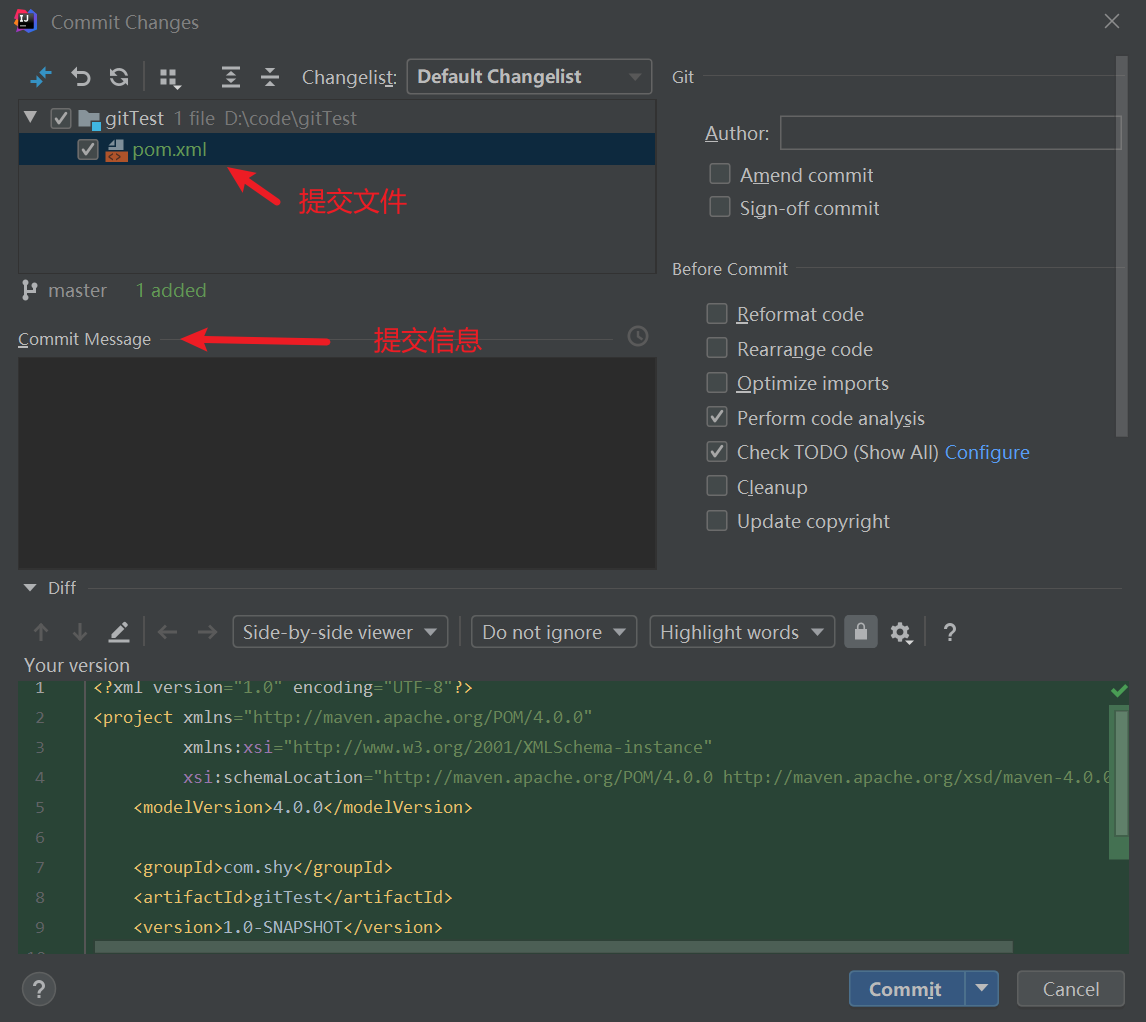 Commit Changes
Changelist: Default Changelist
gitTest 1 file D:\code\gitTest
pom.xml
提交文件
master 1 added
Commit Message
提交信息
Git
Author:
Amend commit
Sign-off commit
Before Commit
Reformat code
Rearrange code
Optimize imports
Perform code analysis
Check TODO (Show All) Configure
Cleanup
Update copyright
Diff
Side-by-side viewer Do not ignore Highlight words ?
Your version
1 <?xml version="1.0" encoding="UTF-8"?>
2 <project xmlns="http://maven.apache.org/POM/4.0.0"
3 xmlns:xsi="http://www.w3.org/2001/XMLSchema-instance"
4 xsi:schemaLocation="http://maven.apache.org/POM/4.0.0 http://maven.apache.org/xsd/maven-4.0.0
5 <modelVersion>4.0.0</modelVersion>
6
7 <groupId>com.shy</groupId>
8 <artifactId>gitTest</artifactId>
9 <version>1.0-SNAPSHOT</version>
? Commit Cancel